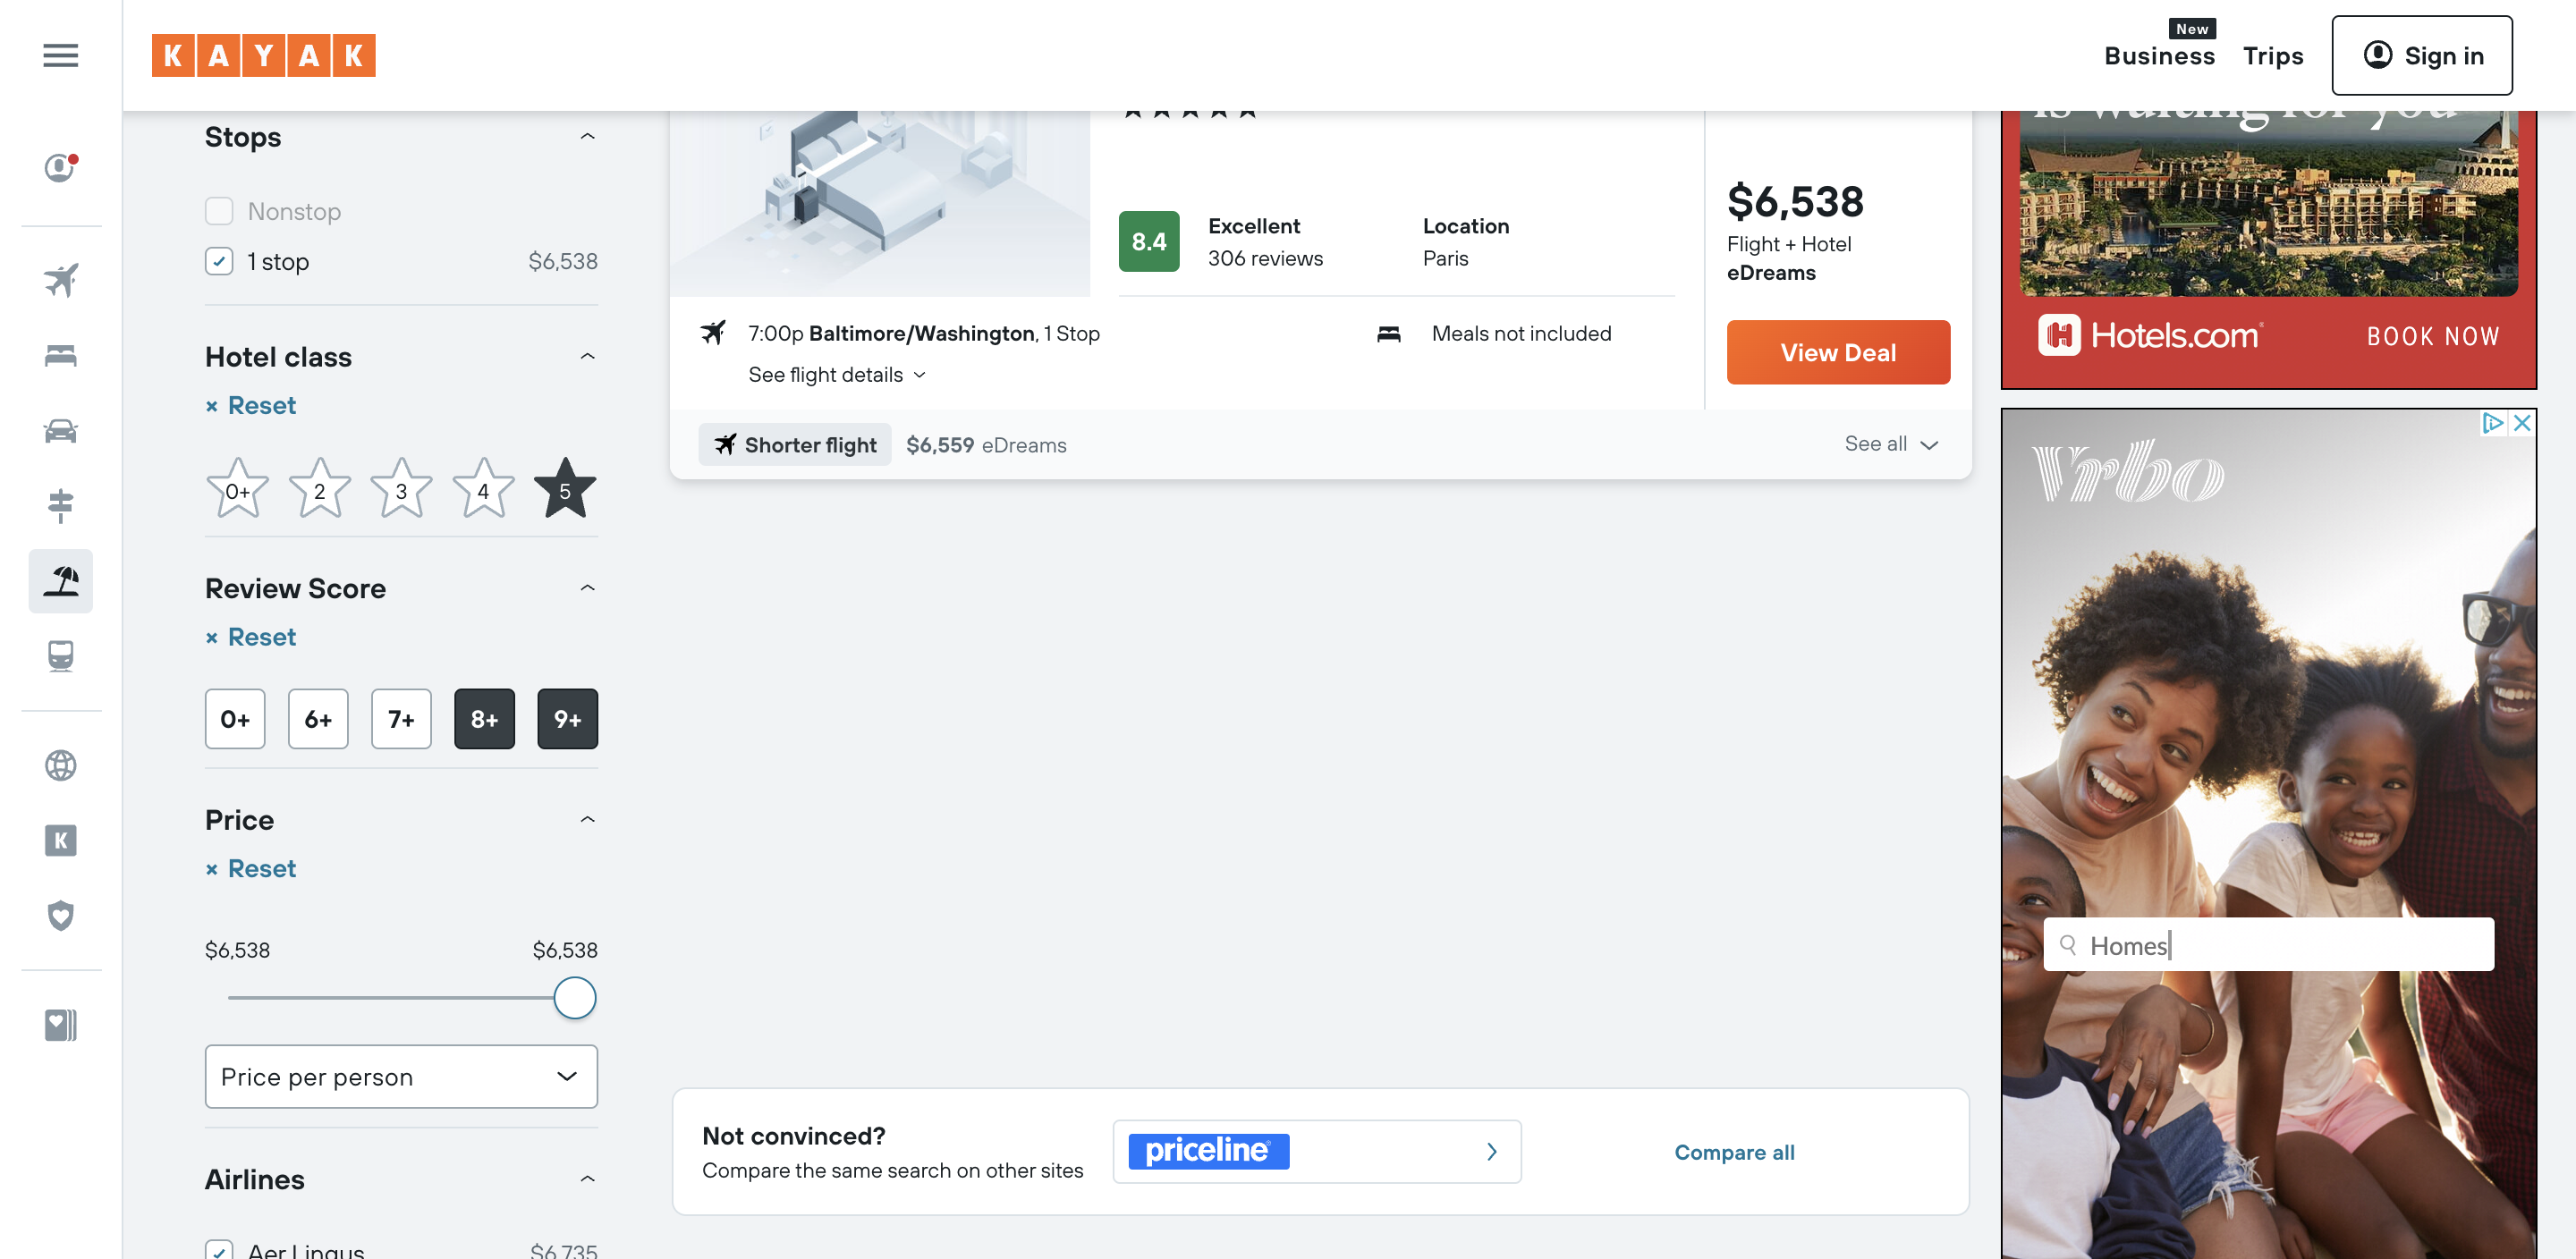 KAYAK
New
Business
Trips
Sign in
Stops
Nonstop
1 stop
$6,538
Hotel class
× Reset
0+
2
3
4
5
Review Score
× Reset
0+
6+
7+
8+
9+
Price
× Reset
$6,538
$6,538
Price per person
Airlines
Aer Lingus
$6,735
8.4
Excellent
306 reviews
Location
Paris
7:00p Baltimore/Washington, 1 Stop
See flight details
Meals not included
$6,538
Flight + Hotel
eDreams
View Deal
Shorter flight
$6,559 eDreams
See all
Not convinced?
Compare the same search on other sites
priceline
Compare all
is waiting for you
Hotels.com
BOOK NOW
Vrbo
Homes
K